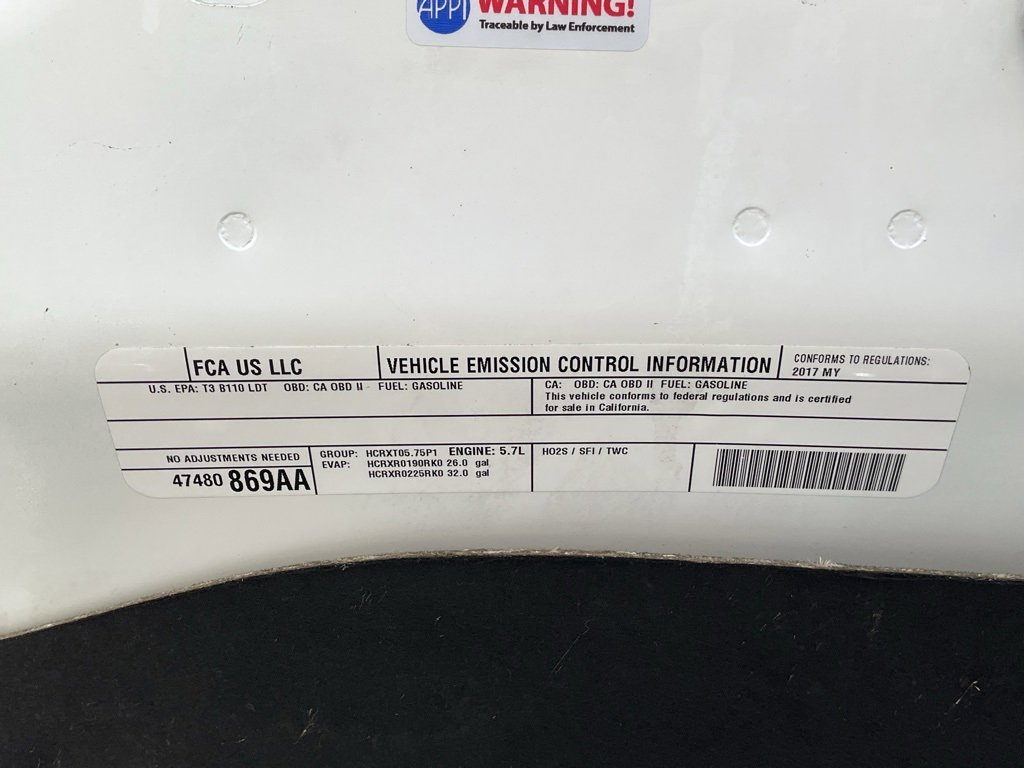 APPI WARNING!
Traceable by Law Enforcement
FCA US LLC
VEHICLE EMISSION CONTROL INFORMATION
CONFORMS TO REGULATIONS:
2017 MY
U.S. EPA: T3 B110 LDT OBD: CA OBD II FUEL: GASOLINE
CA: OBD: CA OBD II FUEL: GASOLINE
This vehicle conforms to federal regulations and is certified
for sale in California.
NO ADJUSTMENTS NEEDED
47480 869AA
GROUP: HCRXT05.75P1 ENGINE: 5.7L
EVAP: HCRXR0190RK0 26.0 gal
HCRXR0225RK0 32.0 gal
HO2S / SFI / TWC